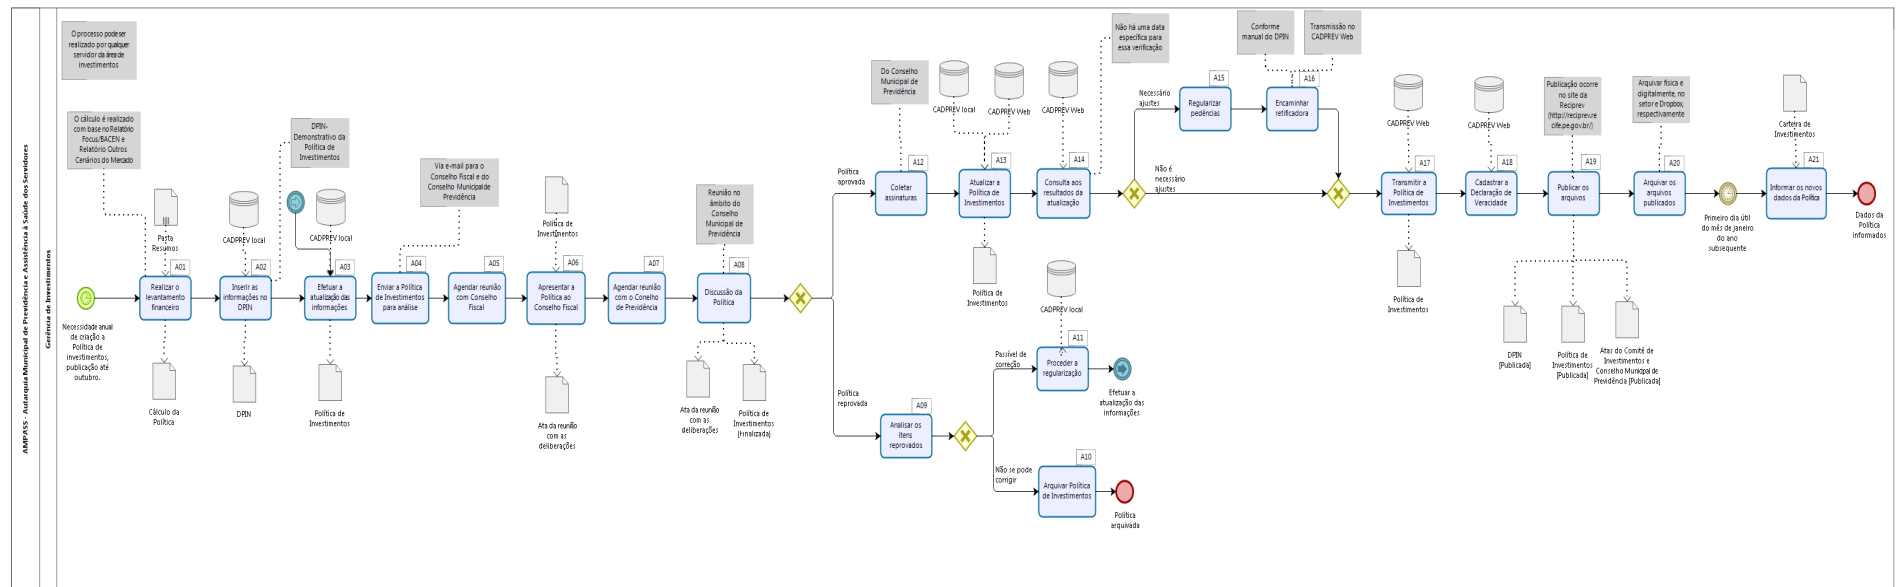 AMPASS - Autarquia Municipal de Previdência e Assistência à Saúde dos Servidores
Gerência de Investimentos
O processo pode ser
realizado por qualquer
servidor da área de
investimentos
O cálculo é realizado
com base no Relatório
Focus/BACEN e
Relatório Outros
Cenários do Mercado
Necessidade anual
de criação a
Política de
investimentos,
publicação até
outubro.
Pasta
Resumos
A01
Realizar o
levantamento
financeiro
Cálculo da
Política
CADPREV local
A02
Inserir as
informações no
DPIN
DPIN
DPIN-
Demonstrativo da
Política de
Investimentos
CADPREV local
A03
Efetuar a
atualização das
informações
Política de
Investimentos
Via e-mail para o
Conselho Fiscal e do
Conselho Municipal de
Previdência
A04
Enviar a Política
de Investimentos
para análise
A05
Agendar reunião
com Conselho
Fiscal
Política de
Investimentos
A06
Apresentar a
Política ao
Conselho Fiscal
Ata da reunião
com as
deliberações
A07
Agendar reunião
com o Conelho
de Previdência
Reunião no
âmbito do
Conselho
Municipal de
Previdência
A08
Discussão da
Política
Ata da reunião
com as
deliberações
Política de
Investimentos
[Finalizada]
Política
aprovada
Política
reprovada
A09
Analisar os
itens
reprovados
Passível de
correção
Não se pode
corrigir
A10
Arquivar Política
de Investimentos
Política
arquivada
CADPREV local
A11
Proceder a
regularização
Efetuar a
atualização das
informações
Do Conselho
Municipal de
Previdência
A12
Coletar
assinaturas
CADPREV local
CADPREV Web
A13
Atualizar a
Política de
Investimentos
Política de
Investimentos
CADPREV Web
A14
Consulta aos
resultados da
atualização
Não há uma data
específica para
essa verificação
Necessário
ajustes
Não é
necessário
ajustes
A15
Regularizar
pedências
Conforme
manual do DPIN
Transmissão no
CADPREV Web
A16
Encaminhar
retificadora
CADPREV Web
A17
Transmitir a
Política de
Investimentos
Política de
Investimentos
CADPREV Web
A18
Cadastrar a
Declaração de
Veracidade
Publicação ocorre
no site da
Reciprev
(http://reciprev.re
cife.pe.gov.br/)
A19
Publicar os
arquivos
DPIN
[Publicada]
Política de
Investimentos
[Publicada]
Atas do Comitê de
Investimentos e
Conselho Municipal de
Previdência [Publicada]
Arquivar física e
digitalmente, no
setor e Dropbox,
respectivamente
A20
Arquivar os
arquivos
publicados
Primeiro dia útil
do mês de janeiro
do ano
subsequente
Carteira de
Investimentos
A21
Informar os novos
dados da Política
Dados da
Política
informados